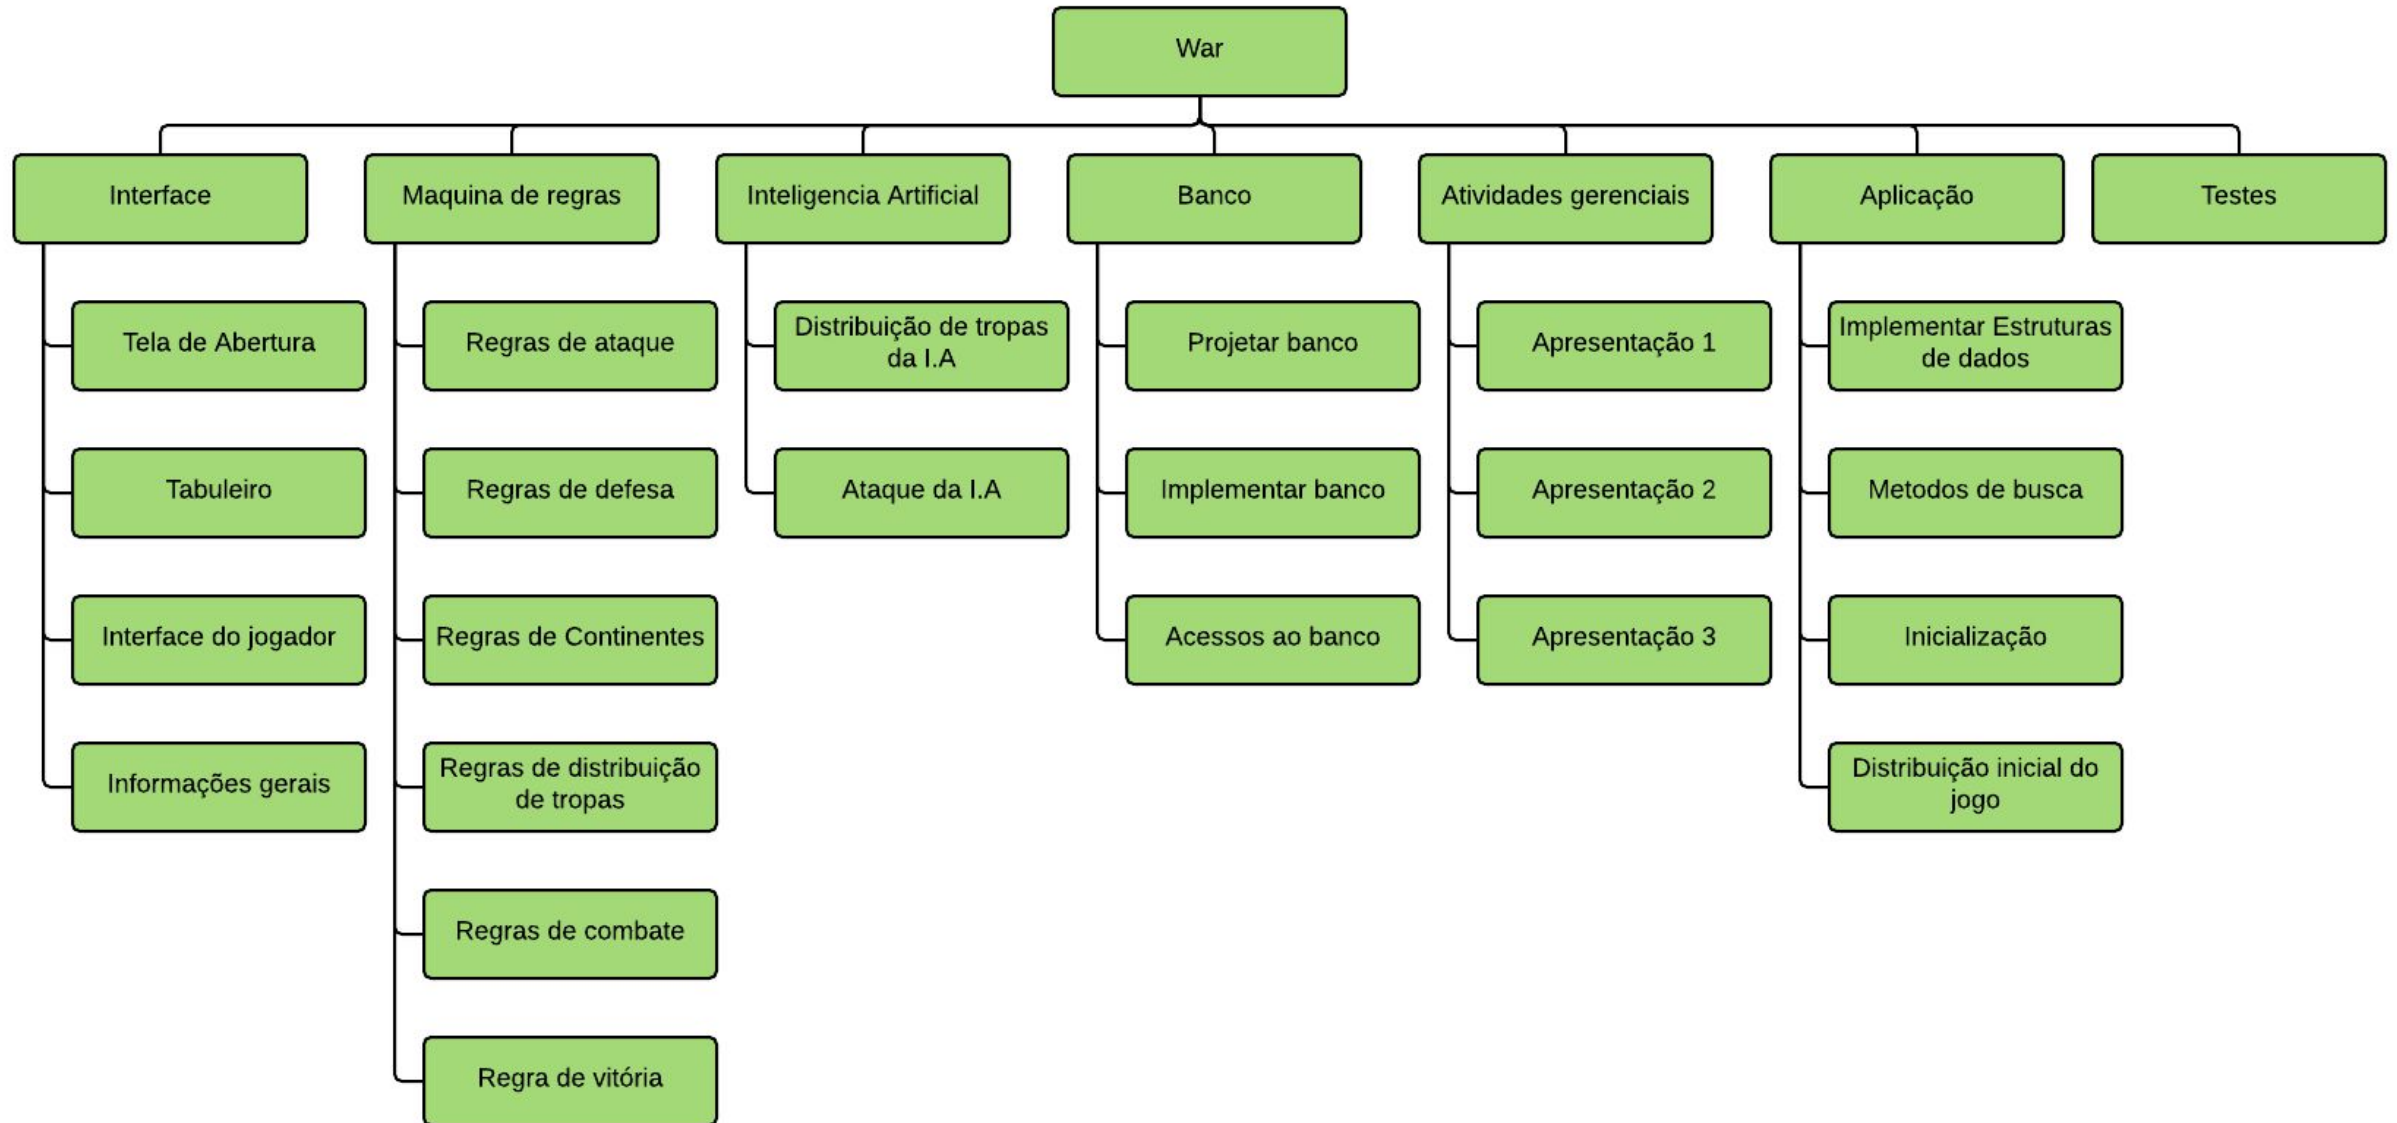 War
Interface
Maquina de regras
Inteligencia Artificial
Banco
Atividades gerenciais
Aplicação
Testes
Tela de Abertura
Tabuleiro
Interface do jogador
Informações gerais
Regras de ataque
Regras de defesa
Regras de Continentes
Regras de distribuição
de tropas
Regras de combate
Regra de vitória
Distribuição de tropas
da I.A
Ataque da I.A
Projetar banco
Implementar banco
Acessos ao banco
Apresentação 1
Apresentação 2
Apresentação 3
Implementar Estruturas
de dados
Metodos de busca
Inicialização
Distribuição inicial do
jogo